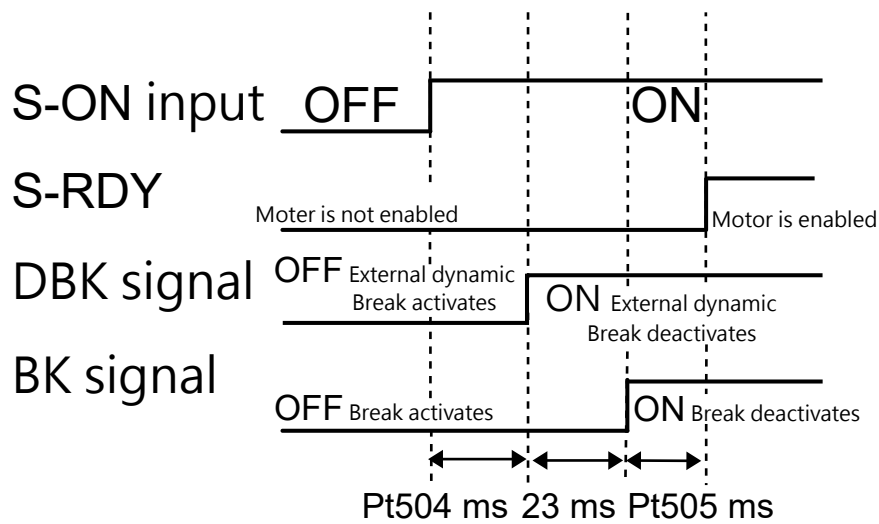 S-ON input OFF ON
S-RDY
Moter is not enabled Motor is enabled
DBK signal OFF External dynamic
Break activates
ON External dynamic
Break deactivates
BK signal
OFF Break activates ON Break deactivates
Pt504 ms 23 ms Pt505 ms